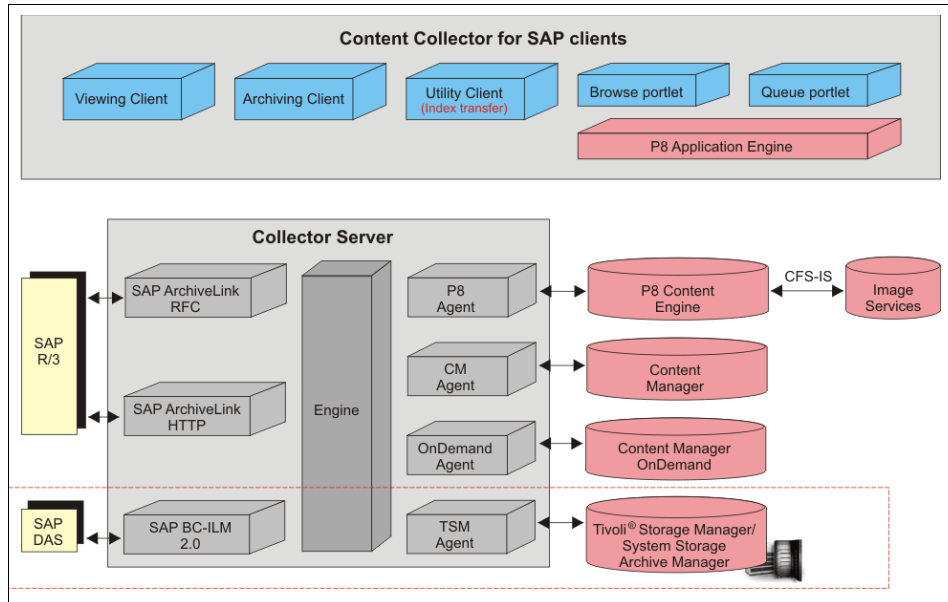 Content Collector for SAP clients
Viewing Client
Archiving Client
Utility Client
(Index transfer)
Browse portlet
Queue portlet
P8 Application Engine
Collector Server
SAP
R/3
SAP ArchiveLink
RFC
SAP ArchiveLink
HTTP
Engine
P8
Agent
P8 Content
Engine
CFS-IS
Image
Services
CM
Agent
Content
Manager
OnDemand
Agent
Content Manager
OnDemand
SAP
DAS
SAP BC-ILM
2.0
TSM
Agent
Tivoli® Storage Manager/
System Storage
Archive Manager